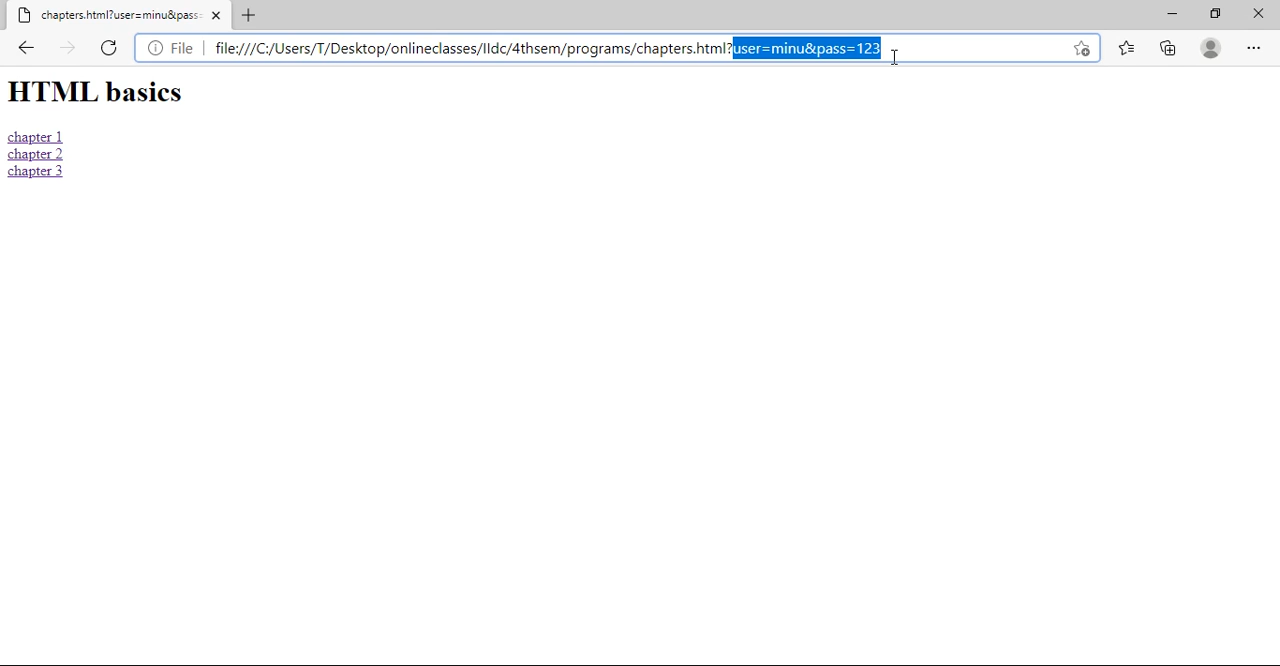 chapters.html?user=minu&pass=
File file:///C:/Users/T/Desktop/onlineclasses/IIdc/4thsem/programs/chapters.html?user=minu&pass=123
HTML basics
chapter 1
chapter 2
chapter 3